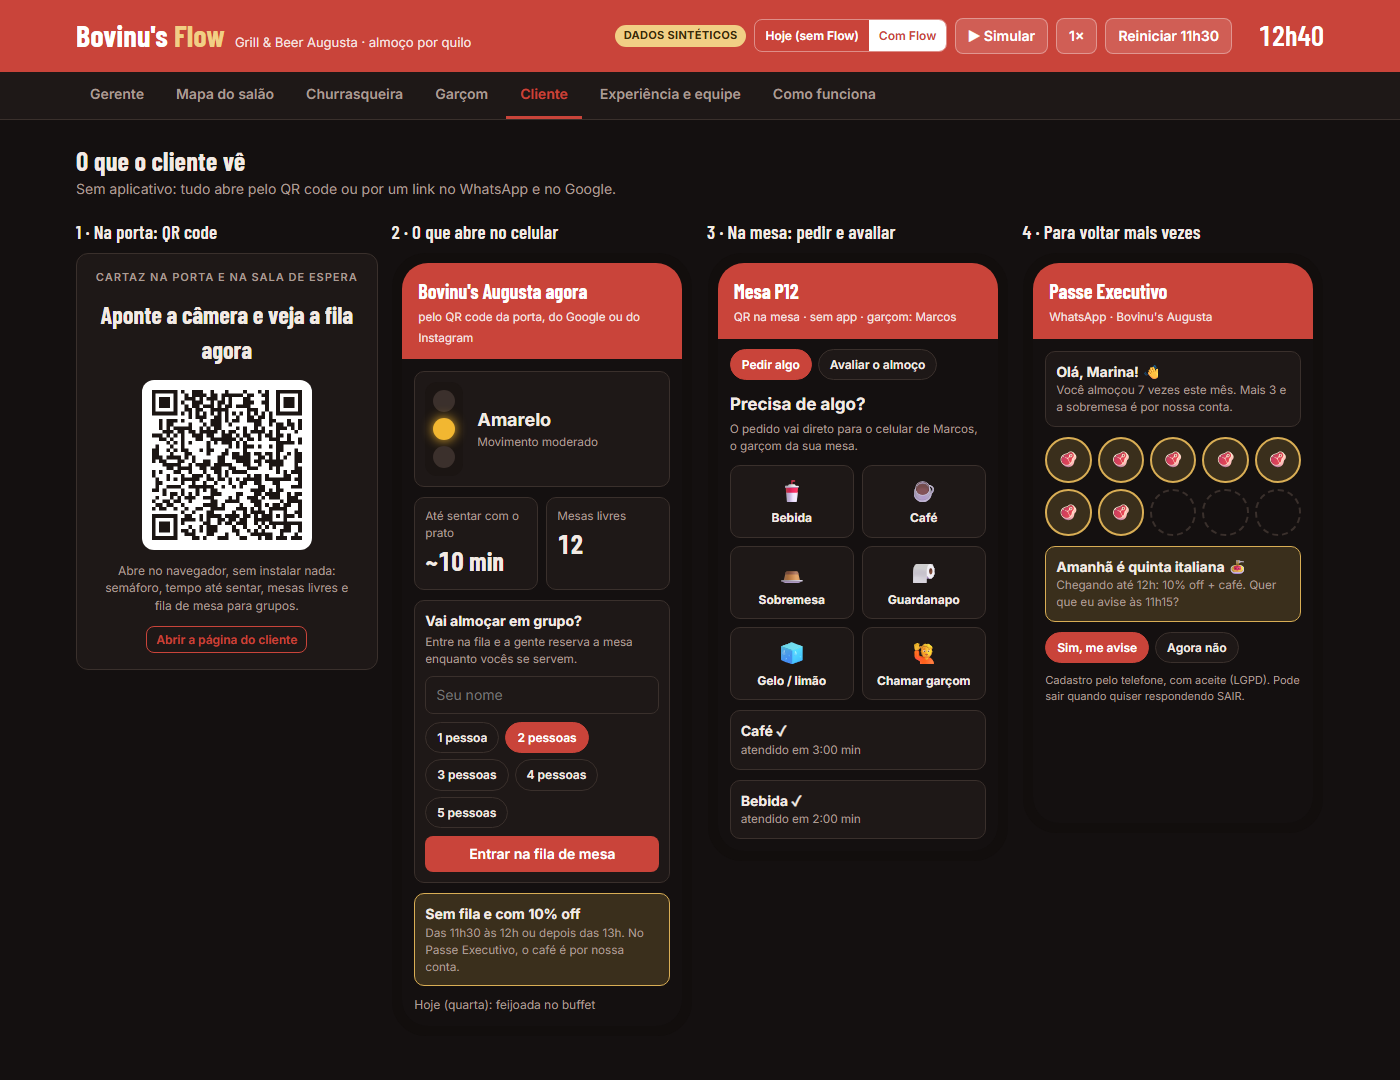 Bovinu's Flow Grill & Beer Augusta · almoço por quilo
DADOS SINTÉTICOS
Hoje (sem Flow) Com Flow
▶ Simular
1×
Reiniciar 11h30
12h40
Gerente Mapa do salão Churrasqueira Garçom Cliente Experiência e equipe Como funciona
O que o cliente vê
Sem aplicativo: tudo abre pelo QR code ou por um link no WhatsApp e no Google.
1 · Na porta: QR code
CARTAZ NA PORTA E NA SALA DE ESPERA
Aponte a câmera e veja a fila
agora
Abre no navegador, sem instalar nada:
semáforo, tempo até sentar, mesas livres e
fila de mesa para grupos.
Abrir a página do cliente
2 · O que abre no celular
Bovinu's Augusta agora
pelo QR code da porta, do Google ou do
Instagram
Amarelo
Movimento moderado
Até sentar com o
prato
~10 min
Mesas livres
12
Vai almoçar em grupo?
Entre na fila e a gente reserva a mesa
enquanto vocês se servem.
Seu nome
1 pessoa 2 pessoas
3 pessoas 4 pessoas
5 pessoas
Entrar na fila de mesa
Sem fila e com 10% off
Das 11h30 às 12h ou depois das 13h. No
Passe Executivo, o café é por nossa
conta.
Hoje (quarta): feijoada no buffet
3 · Na mesa: pedir e avaliar
Mesa P12
QR na mesa · sem app · garçom: Marcos
Pedir algo Avaliar o almoço
Precisa de algo?
O pedido vai direto para o celular de Marcos,
o garçom da sua mesa.
Bebida Café
Sobremesa Guardanapo
Gelo / limão Chamar garçom
Café ✓
atendido em 3:00 min
Bebida ✓
atendido em 2:00 min
4 · Para voltar mais vezes
Passe Executivo
WhatsApp · Bovinu's Augusta
Olá, Marina! 👋
Você almoçou 7 vezes este mês. Mais 3 e
a sobremesa é por nossa conta.
Amanhã é quinta italiana 🍝
Chegando até 12h: 10% off + café. Quer
que eu avise às 11h15?
Sim, me avise Agora não
Cadastro pelo telefone, com aceite (LGPD). Pode
sair quando quiser respondendo SAIR.